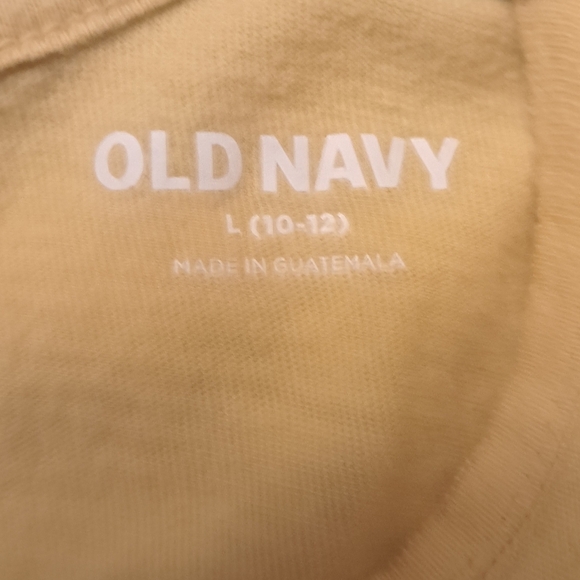 OLD NAVY
L (10-12)
MADE IN GUATEMALA